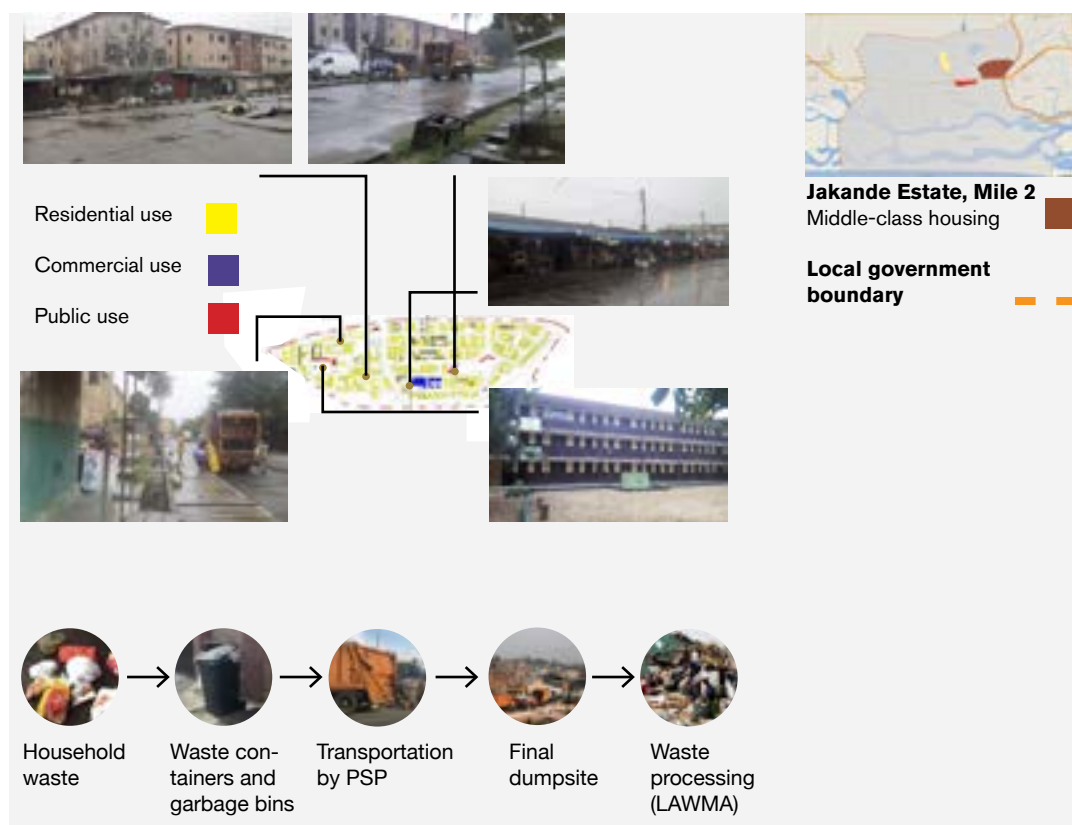 Residential use
Commercial use
Public use
Jakande Estate, Mile 2
Middle-class housing
Local government
boundary
Household
waste
Waste con-
tainers and
garbage bins
Transportation
by PSP
Final
dumpsite
Waste
processing
(LAWMA)